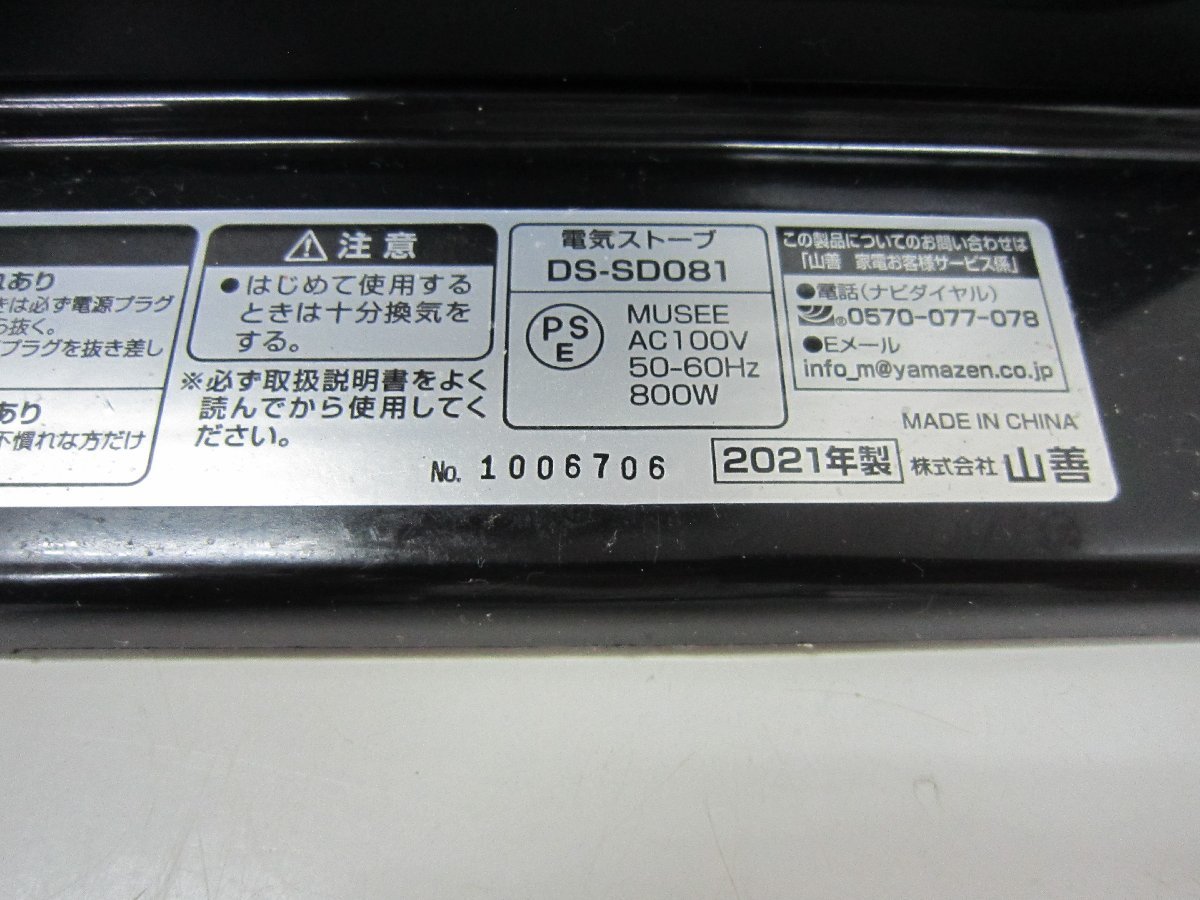 あり
きは必ず電源プラグ
ら抜く。
プラグを抜き差し
あり
不慣れな方だけ
注意
●はじめて使用する
ときは十分換気を
する。
※必ず取扱説明書をよく
読んでから使用してく
ださい。
電気ストーブ
DS-SD081
PSE
MUSEE
AC100V
50-60Hz
800W
この製品についてのお問い合わせは
「山善 家電お客様サービス係」
●電話(ナビダイヤル)
®0570-077-078
●Eメール
info_m@yamazen.co.jp
MADE IN CHINA
No. 1006706
2021年製 株式会社 山善